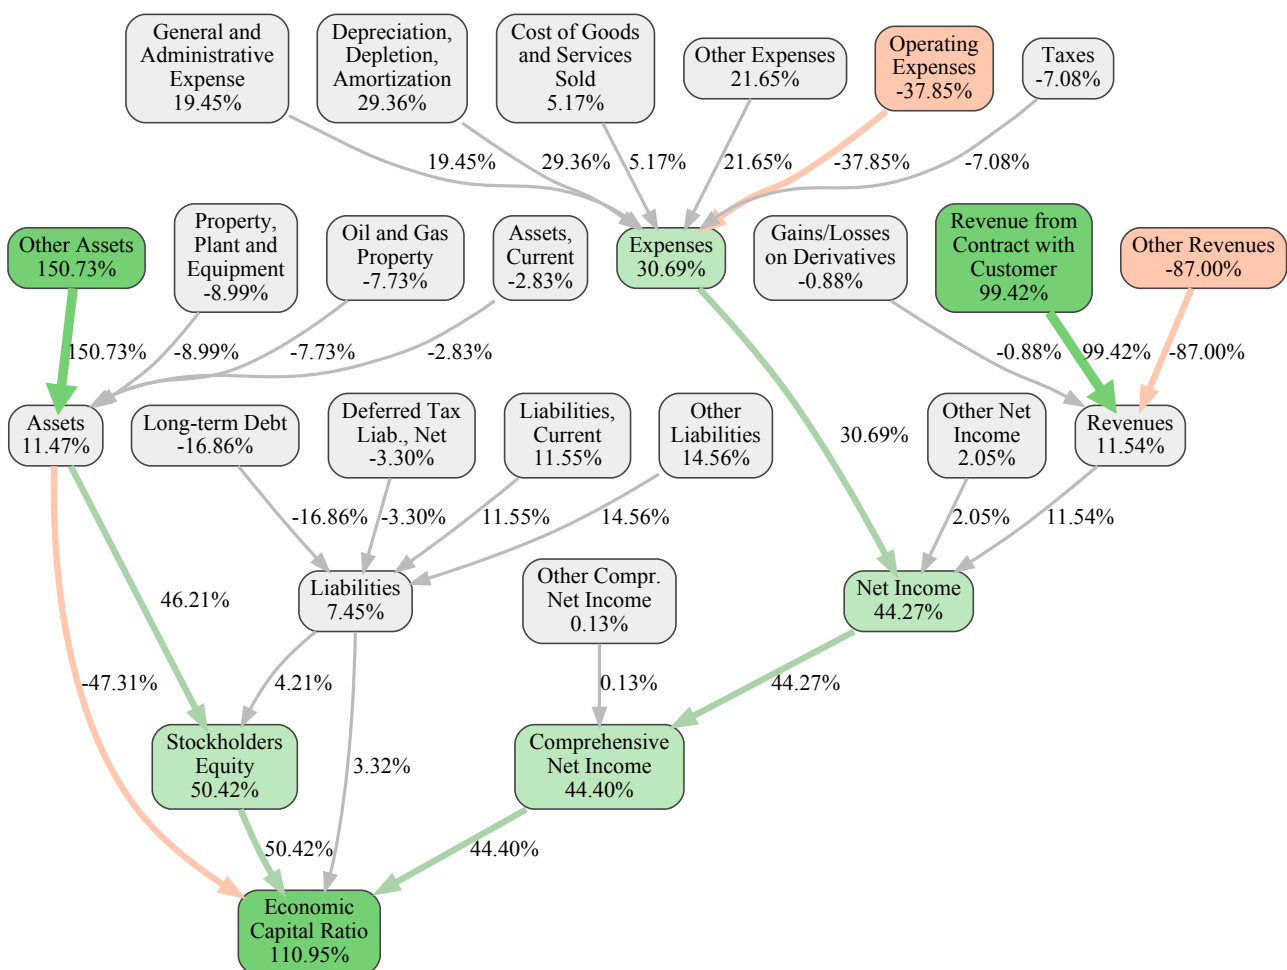 General and
Administrative
Expense
19.45%
Depreciation,
Depletion,
Amortization
29.36%
Cost of Goods
and Services
Sold
5.17%
Other Expenses
21.65%
Operating
Expenses
-37.85%
Taxes
-7.08%
19.45%
29.36%
5.17%
21.65%
-37.85%
-7.08%
Other Assets
150.73%
Property,
Plant and
Equipment
-8.99%
Oil and Gas
Property
-7.73%
Assets,
Current
-2.83%
Expenses
30.69%
Gains/Losses
on Derivatives
-0.88%
Revenue from
Contract with
Customer
99.42%
Other Revenues
-87.00%
150.73%
-8.99%
-7.73%
-2.83%
-0.88%
99.42%
-87.00%
Assets
11.47%
Long-term Debt
-16.86%
Deferred Tax
Liab., Net
-3.30%
Liabilities,
Current
11.55%
Other
Liabilities
14.56%
30.69%
Other Net
Income
2.05%
Revenues
11.54%
-16.86%
-3.30%
11.55%
14.56%
2.05%
11.54%
46.21%
Liabilities
7.45%
Other Compr.
Net Income
0.13%
Net Income
44.27%
-47.31%
4.21%
0.13%
44.27%
Stockholders
Equity
50.42%
3.32%
Comprehensive
Net Income
44.40%
50.42%
44.40%
Economic
Capital Ratio
110.95%